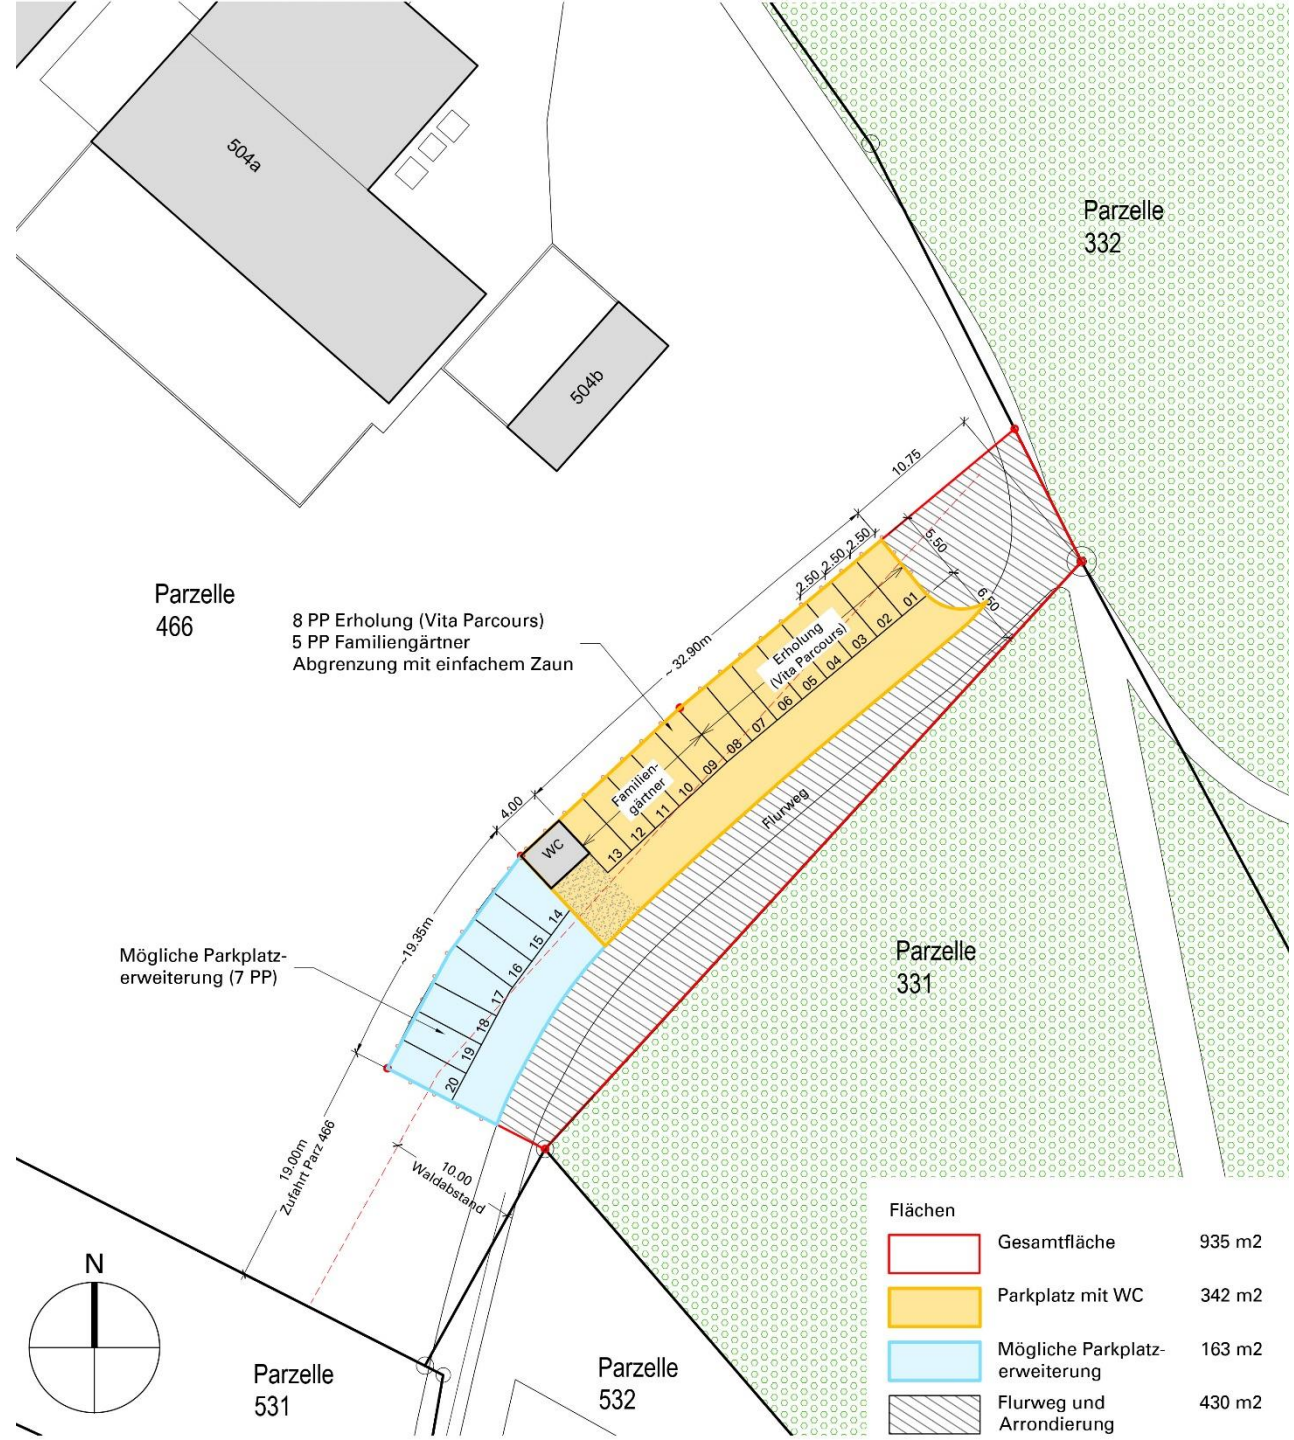 504a
504b
Parzelle
332
Parzelle
466
8 PP Erholung (Vita Parcours)
5 PP Familiengärtner
Abgrenzung mit einfachem Zaun
10.75
5.50
6.50
2.50
2.50
2.50
~32.90m
Erholung
(Vita Parcours)
01
02
03
04
05
06
07
08
09
10
11
12
13
Familien-
gärtner
Flurweg
4.00
WC
~19.35m
Mögliche Parkplatz-
erweiterung (7 PP)
14
15
16
17
18
19
20
Parzelle
331
19.00m
Zufahrt Parz 466
10.00
Waldabstand
N
Parzelle
531
Parzelle
532
Flächen
Gesamtfläche 935 m2
Parkplatz mit WC 342 m2
Mögliche Parkplatz- 163 m2
erweiterung
Flurweg und 430 m2
Arrondierung